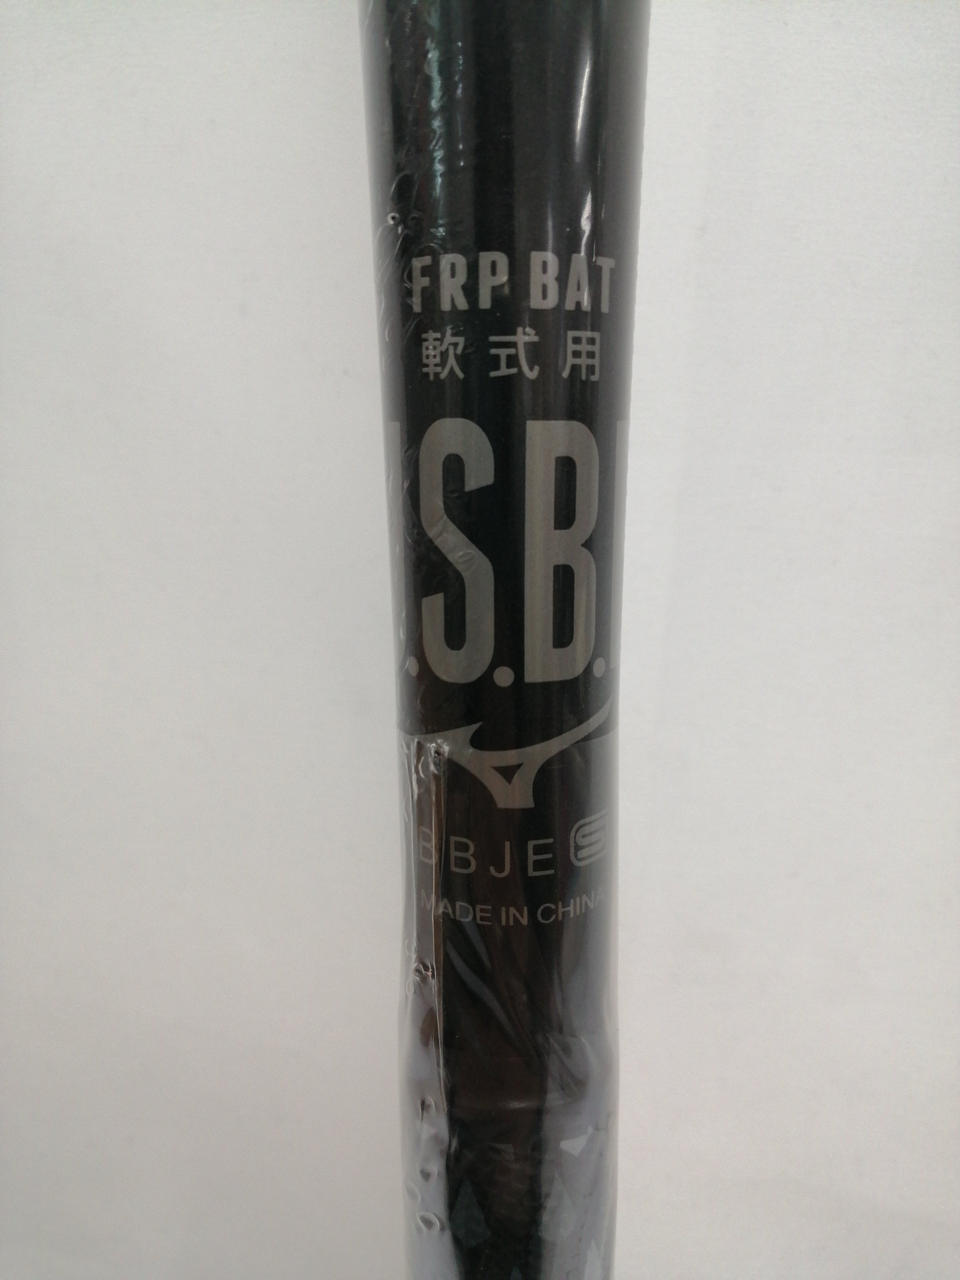 FRP BAT
軟式用
.S.B.
BBJE S
MADE IN CHINA